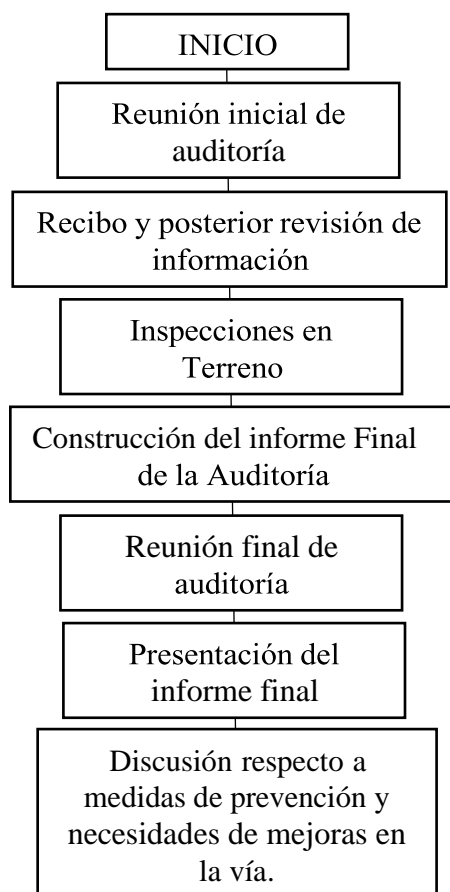 INICIO
Reunión inicial de
auditoría
Recibo y posterior revisión de
información
Inspecciones en
Terreno
Construcción del informe Final
de la Auditoría
Reunión final de
auditoría
Presentación del
informe final
Discusión respecto a
medidas de prevención y
necesidades de mejoras en
la vía.